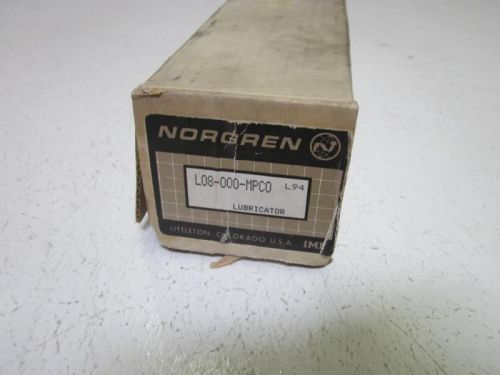 NORGREN
L08-000-MPCO L94
LUBRICATOR
LITTLETON COLORADO U.S.A. IMI